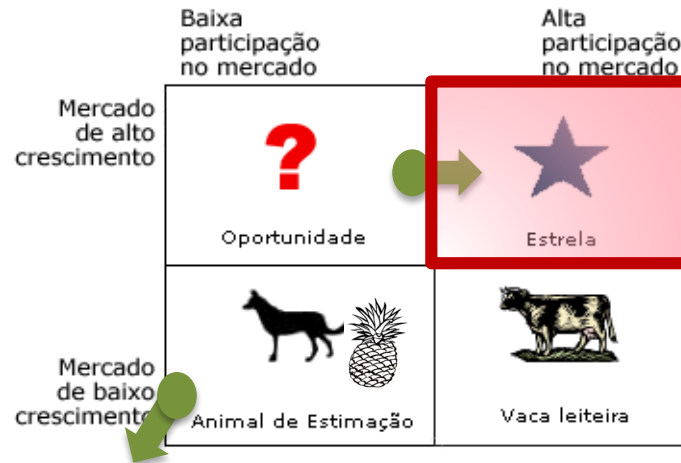 Baixa
participação
no mercado
Alta
participação
no mercado
Mercado
de alto
crescimento
?
Oportunidade
Estrela
Mercado
de baixo
crescimento
Animal de Estimação
Vaca leiteira